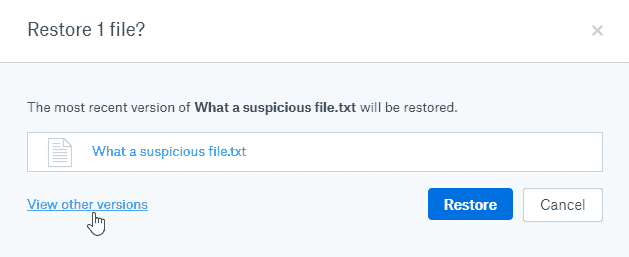 Restore 1 file?
The most recent version of What a suspicious file.txt will be restored.
What a suspicious file.txt
View other versions
Restore
Cancel